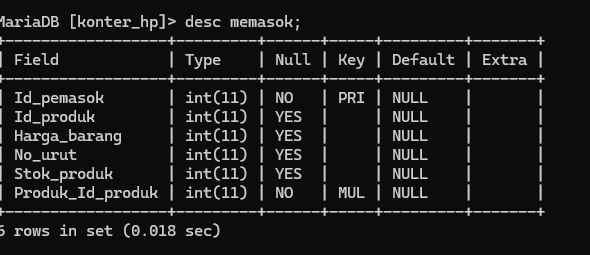 MariaDB [konter_hp]> desc memasok;
+------------------+---------+------+-----+---------+-------+
| Field            | Type    | Null | Key | Default | Extra |
+------------------+---------+------+-----+---------+-------+
| Id_pemasok       | int(11) | NO   | PRI | NULL    |       |
| Id_produk        | int(11) | YES  |     | NULL    |       |
| Harga_barang     | int(11) | YES  |     | NULL    |       |
| No_urut          | int(11) | YES  |     | NULL    |       |
| Stok_produk      | int(11) | YES  |     | NULL    |       |
| Produk_Id_produk | int(11) | NO   | MUL | NULL    |       |
+------------------+---------+------+-----+---------+-------+
6 rows in set (0.018 sec)